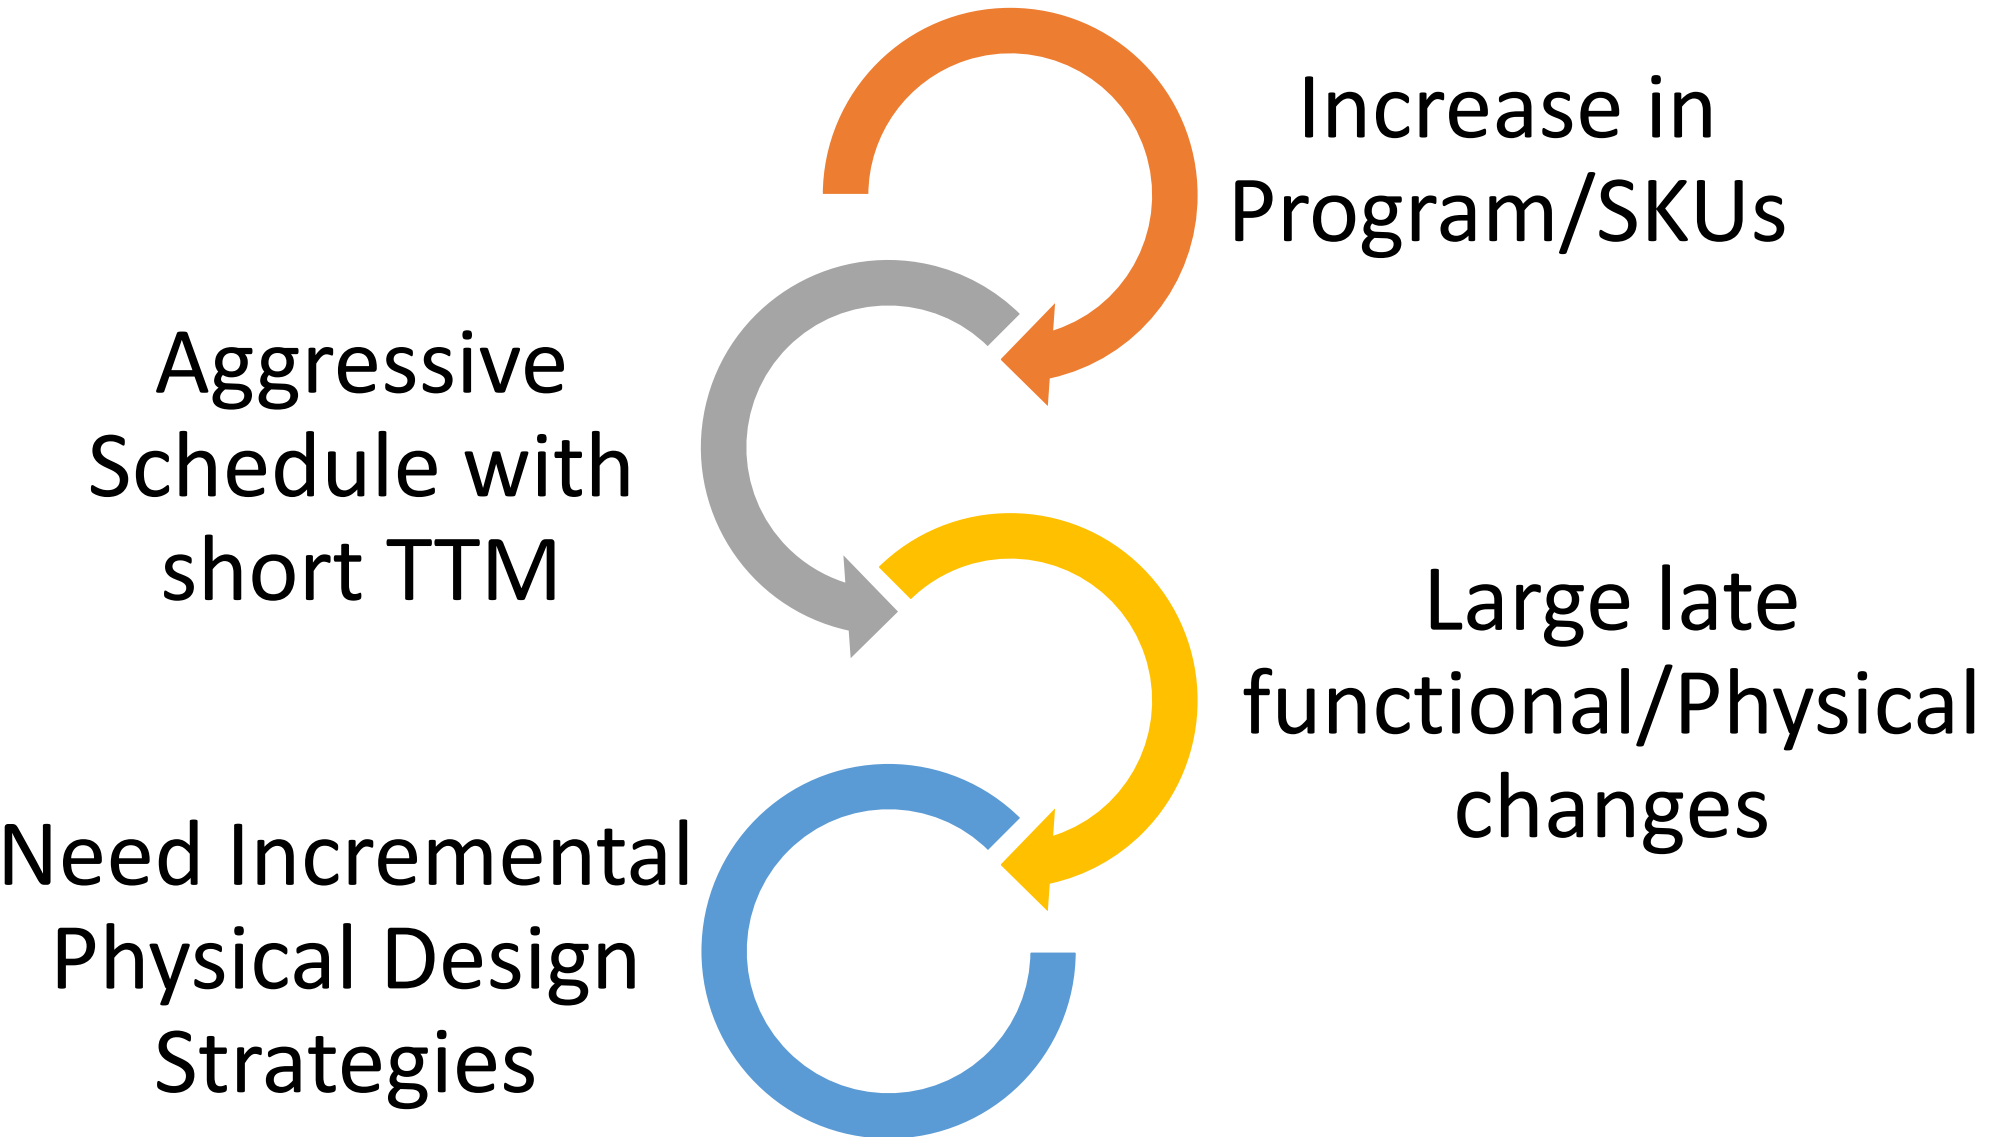 Increase in
Program/SKUs
Aggressive
Schedule with
short TTM
Large late
functional/Physical
changes
Need Incremental
Physical Design
Strategies